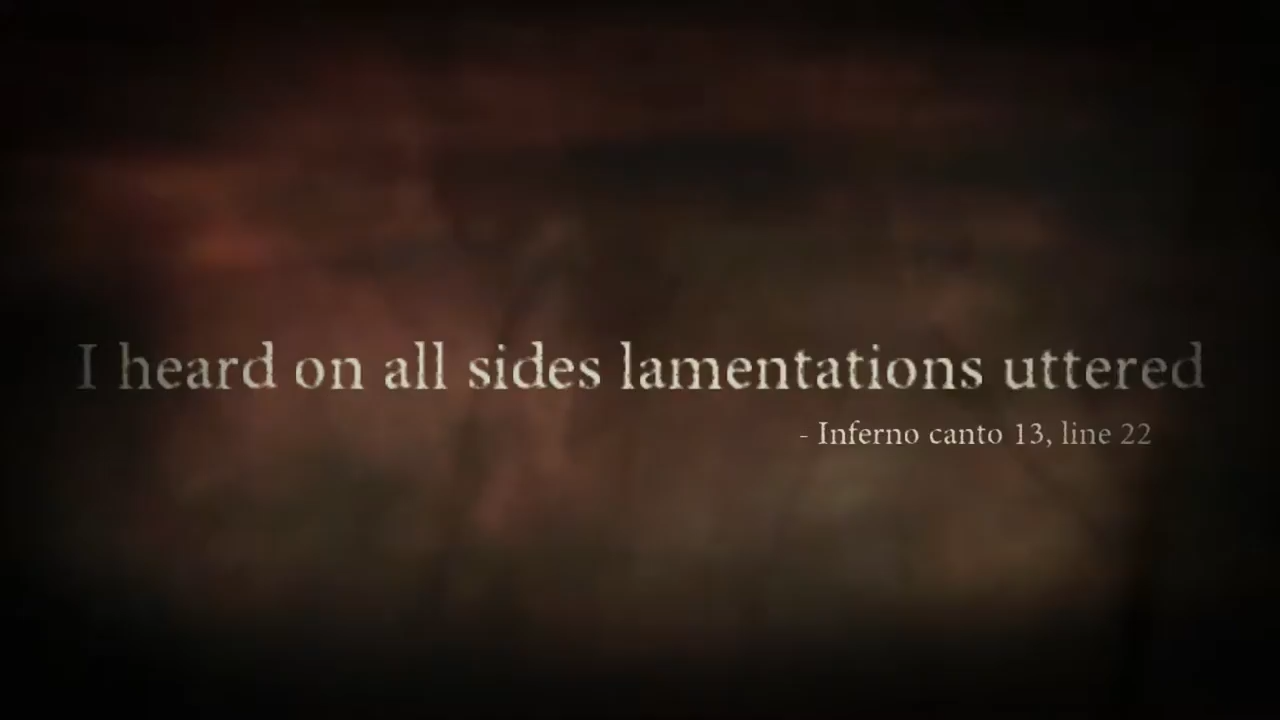 I heard on all sides lamentations uttered
- Inferno canto 13, line 22